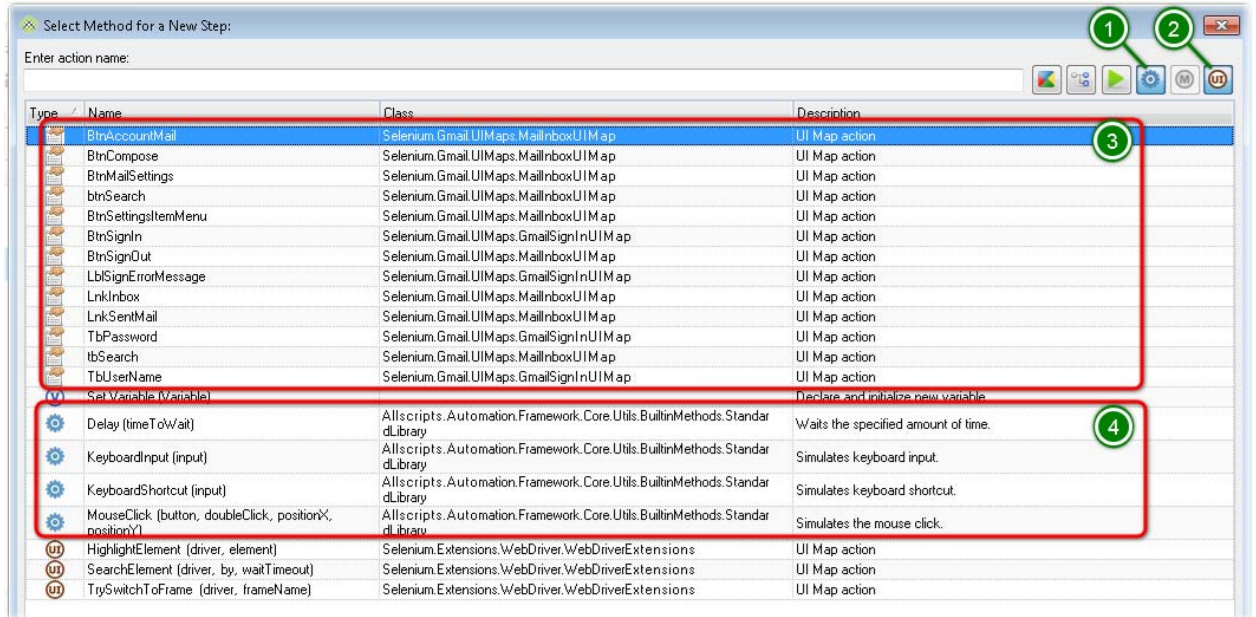 Select Method for a New Step:
1
2
Enter action name:
M
UI
Type Name Class Description
BtnAccountMail Selenium.Gmail.UIMaps.MailInboxUIMap UI Map action
3
BtnCompose Selenium.Gmail.UIMaps.MailInboxUIMap UI Map action
BtnMailSettings Selenium.Gmail.UIMaps.MailInboxUIMap UI Map action
btnSearch Selenium.Gmail.UIMaps.MailInboxUIMap UI Map action
BtnSettingsItemMenu Selenium.Gmail.UIMaps.MailInboxUIMap UI Map action
BtnSignIn Selenium.Gmail.UIMaps.GmailSignInUIMap UI Map action
BtnSignOut Selenium.Gmail.UIMaps.MailInboxUIMap UI Map action
LblSignErrorMessage Selenium.Gmail.UIMaps.GmailSignInUIMap UI Map action
LnkInbox Selenium.Gmail.UIMaps.MailInboxUIMap UI Map action
LnkSentMail Selenium.Gmail.UIMaps.MailInboxUIMap UI Map action
TbPassword Selenium.Gmail.UIMaps.GmailSignInUIMap UI Map action
tbSearch Selenium.Gmail.UIMaps.MailInboxUIMap UI Map action
TbUserName Selenium.Gmail.UIMaps.GmailSignInUIMap UI Map action
V Set Variable (Variable) Declare and initialize new variable
Delay (timeToWait) Allscripts.Automation.Framework.Core.Utils.BuiltinMethods.Standar
dLibrary Waits the specified amount of time.
4
KeyboardInput (input) Allscripts.Automation.Framework.Core.Utils.BuiltinMethods.Standar
dLibrary Simulates keyboard input.
KeyboardShortcut (input) Allscripts.Automation.Framework.Core.Utils.BuiltinMethods.Standar
dLibrary Simulates keyboard shortcut.
MouseClick (button, doubleClick, positionX, Allscripts.Automation.Framework.Core.Utils.BuiltinMethods.Standar
positionY) dLibrary Simulates the mouse click.
UI HighlightElement (driver, element) Selenium.Extensions.WebDriver.WebDriverExtensions UI Map action
UI SearchElement (driver, by, waitTimeout) Selenium.Extensions.WebDriver.WebDriverExtensions UI Map action
UI TrySwitchToFrame (driver, frameName) Selenium.Extensions.WebDriver.WebDriverExtensions UI Map action